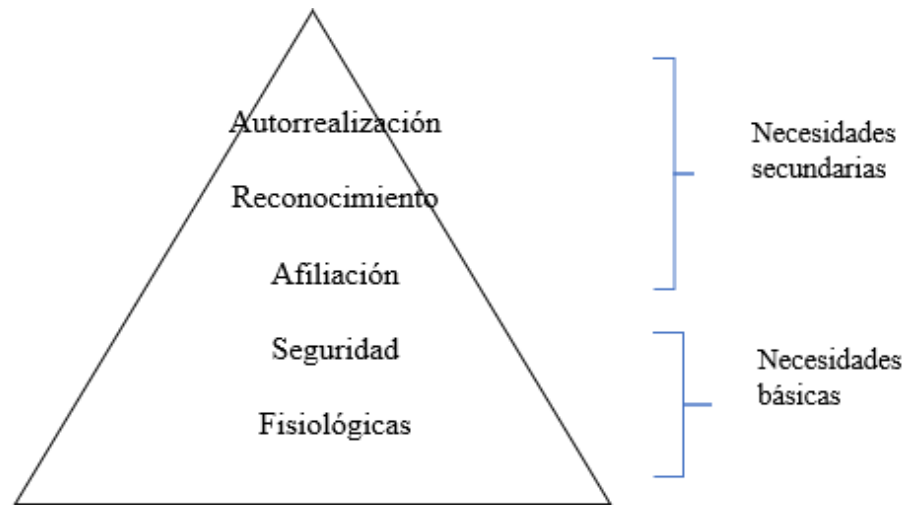 Autorrealización
Reconocimiento
Afiliación
Seguridad
Fisiológicas
Necesidades
secundarias
Necesidades
básicas